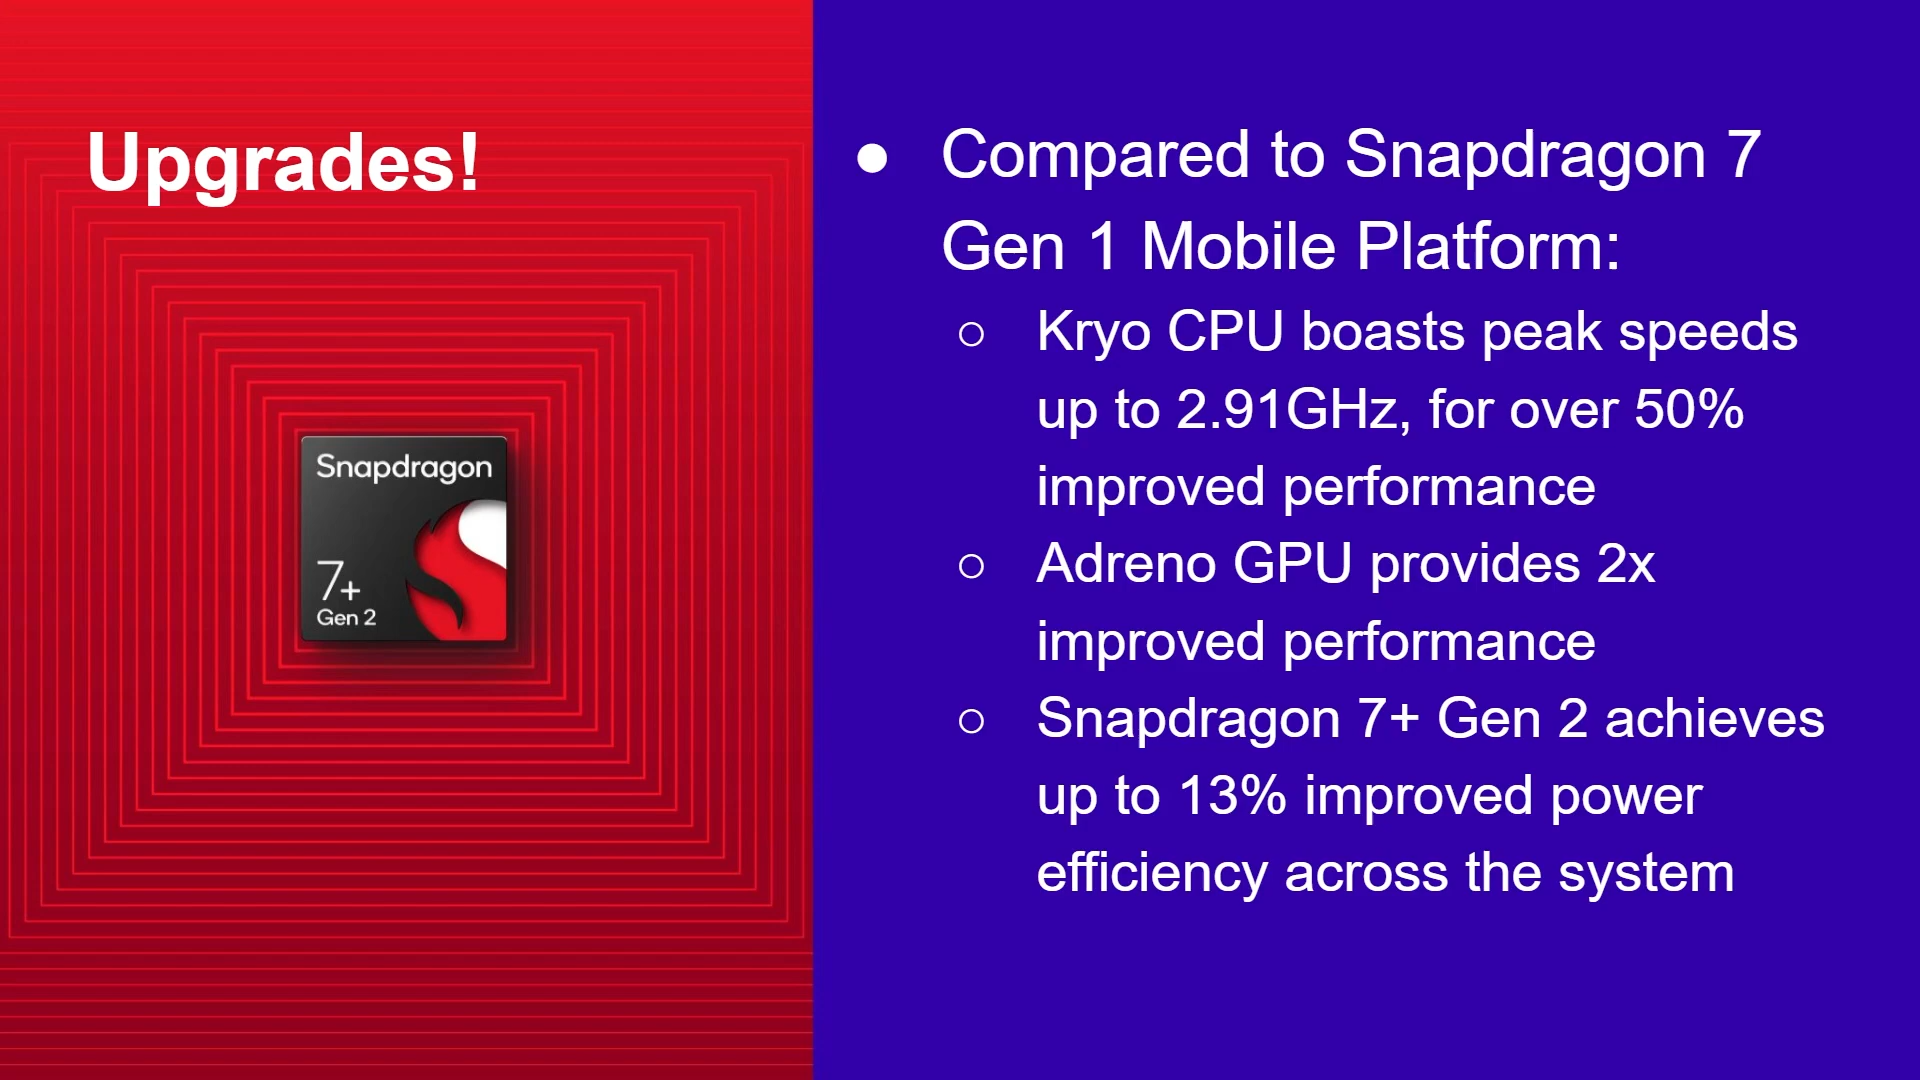 Upgrades!
Snapdragon
7+
Gen 2
● Compared to Snapdragon 7
Gen 1 Mobile Platform:
○ Kryo CPU boasts peak speeds
up to 2.91GHz, for over 50%
improved performance
○ Adreno GPU provides 2x
improved performance
○ Snapdragon 7+ Gen 2 achieves
up to 13% improved power
efficiency across the system